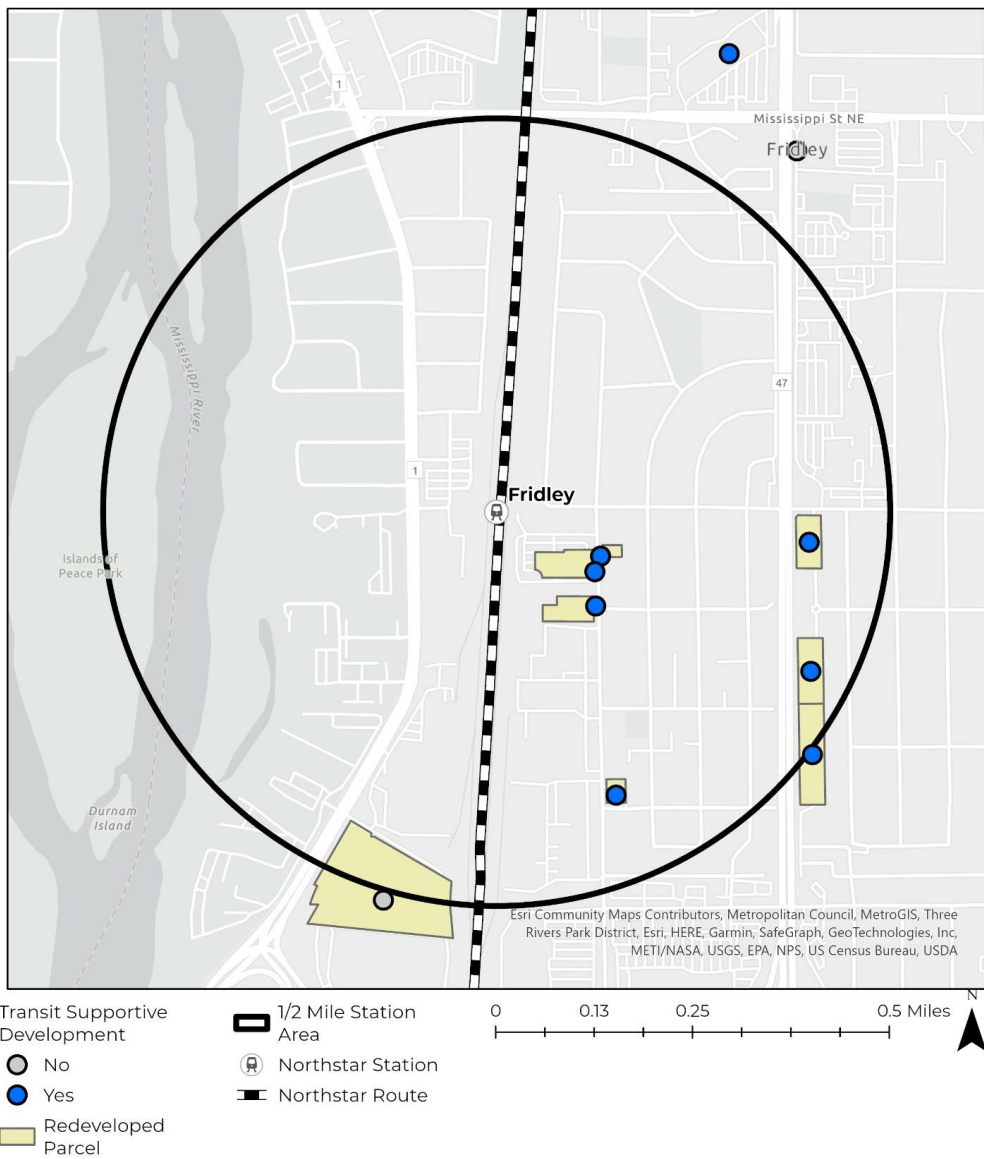 1
Mississippi St NE
Fridley
Mississippi River
47
1
Fridley
Islands of
Peace Park
Durnam
Island
Esri Community Maps Contributors, Metropolitan Council, MetroGIS, Three
Rivers Park District, Esri, HERE, Garmin, SafeGraph, GeoTechnologies, Inc,
METI/NASA, USGS, EPA, NPS, US Census Bureau, USDA
Transit Supportive
Development
No
Yes
Redeveloped
Parcel
1/2 Mile Station
Area
Northstar Station
Northstar Route
0 0.13 0.25 0.5 Miles
N